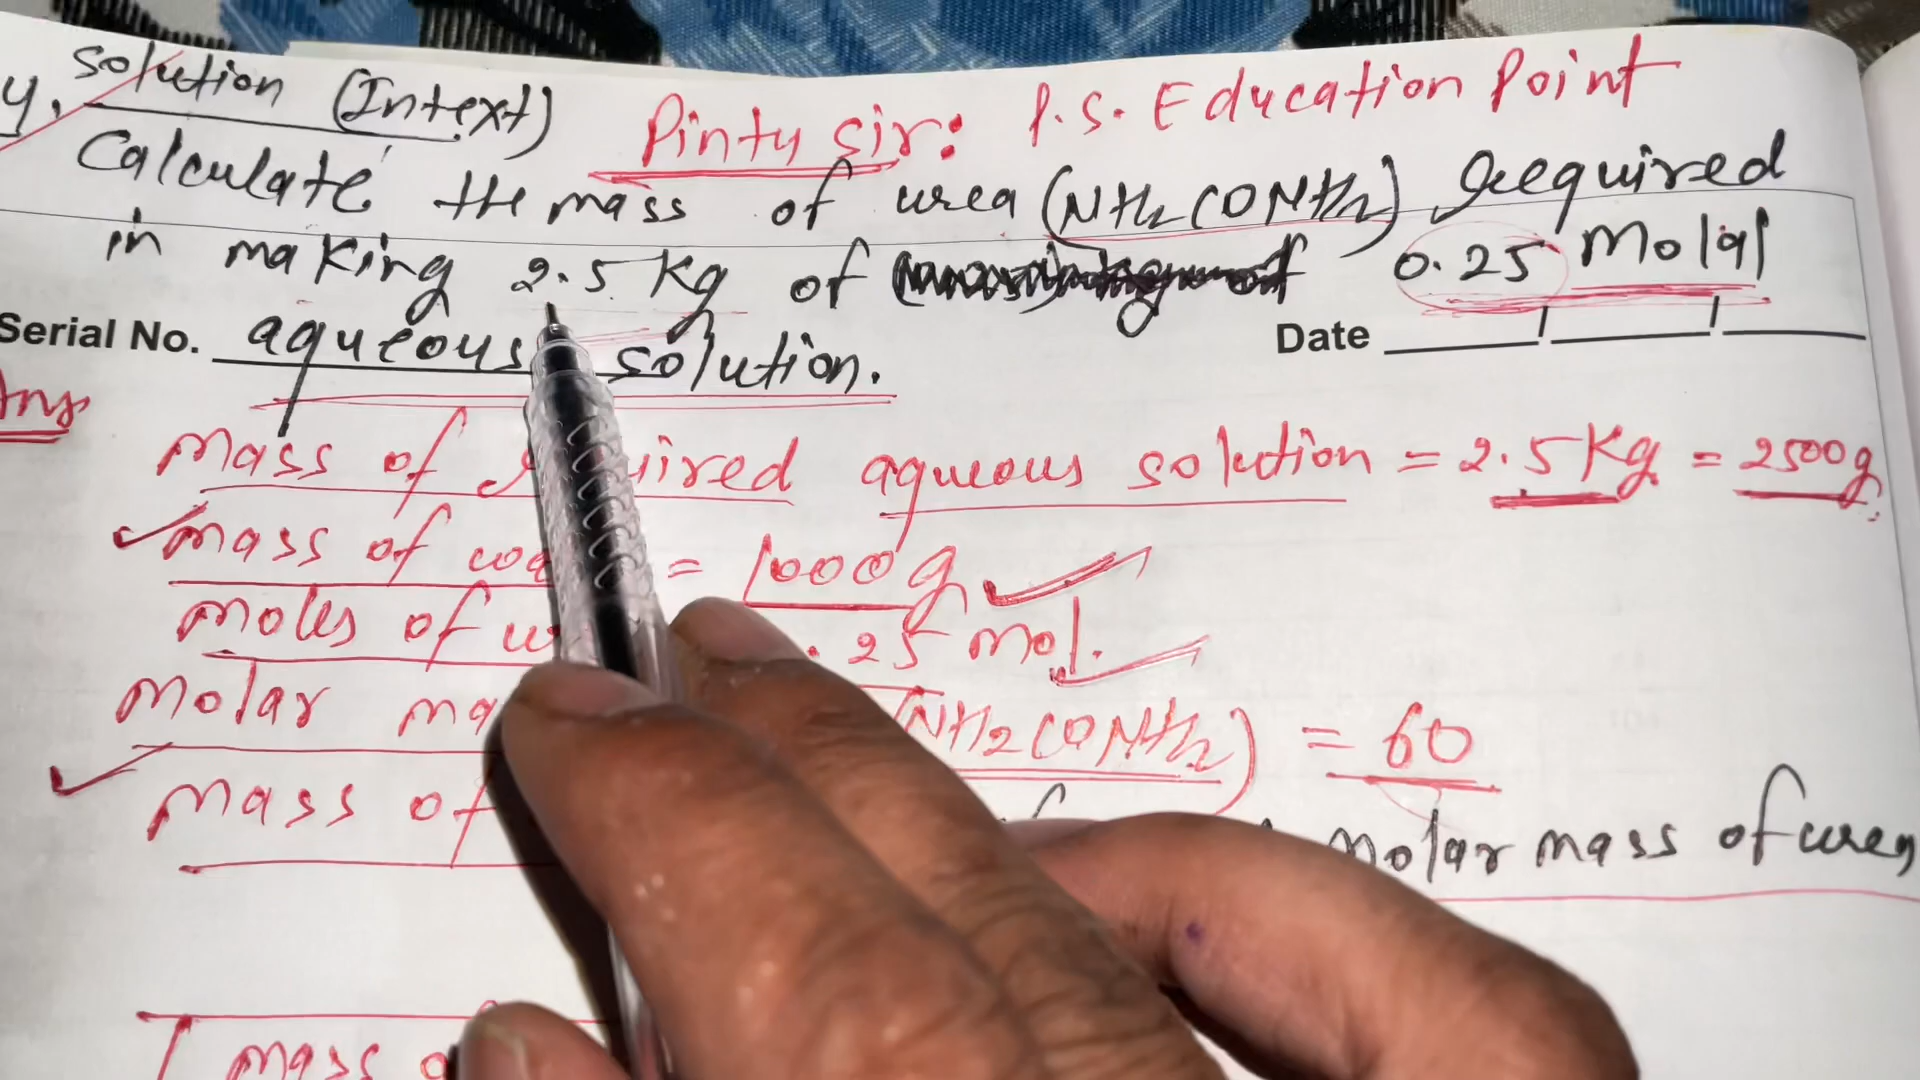 Solution (Intext) Pinty Sir: P.S. Education Point
Calculate the mass of urea (NH2CONH2) required
in making 2.5 Kg of 0.25 Molal
Serial No. aqueous solution. Date
Ans
Mass of required aqueous solution = 2.5 Kg = 2500g
Mass of = 1000g
Moles of .25 mol.
Molar (NH2CONH2) = 60
Mass of molar mass of urea
Mass